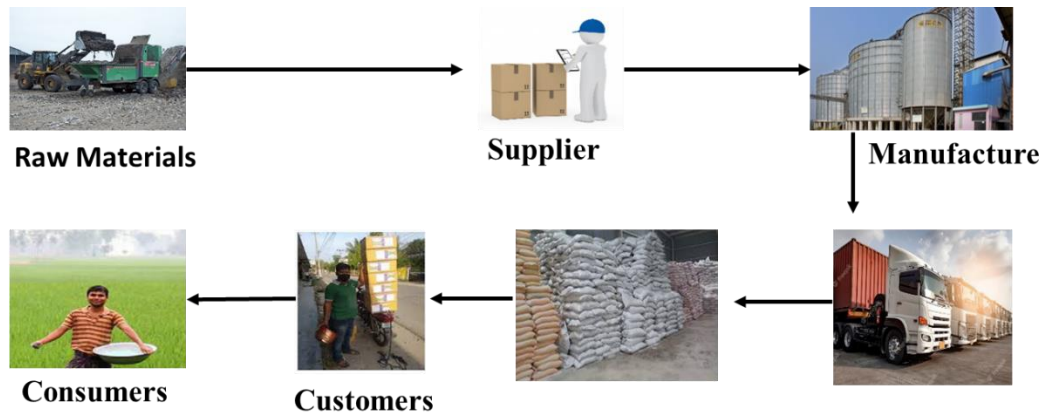 Raw Materials
Supplier
Manufacture
Consumers
Customers